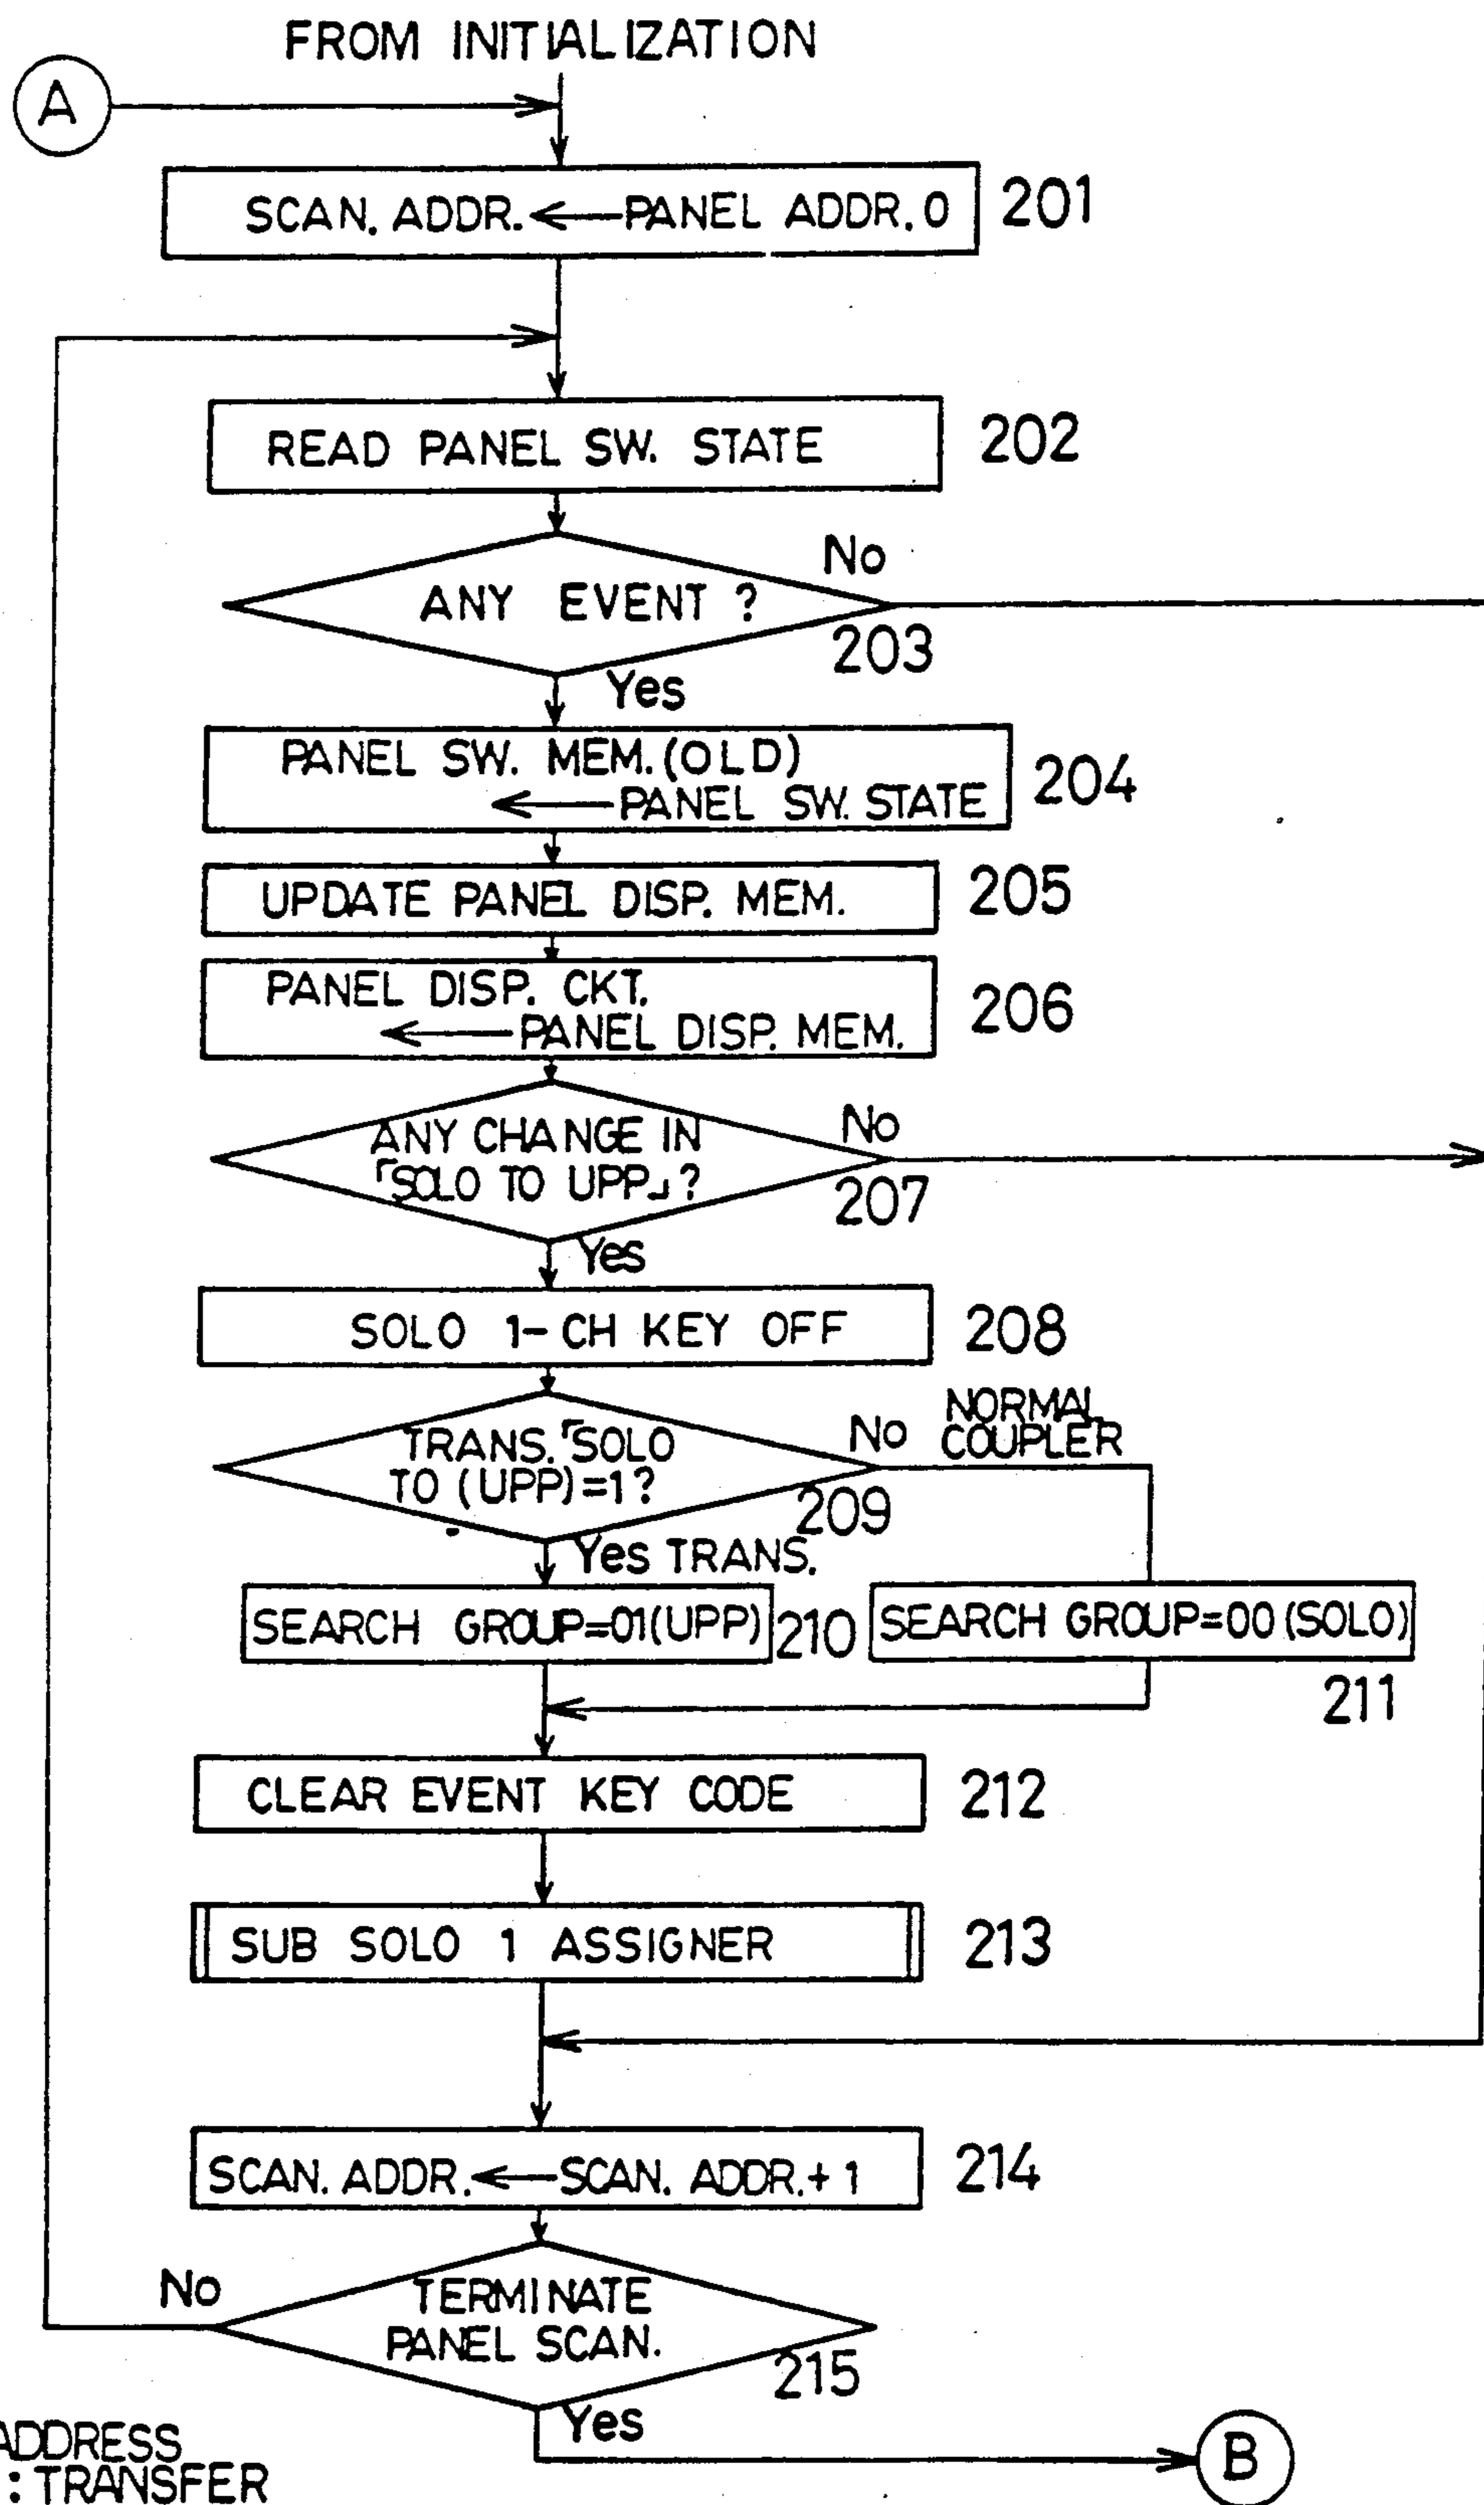 FROM INITIALIZATION
A
SCAN. ADDR.←PANEL ADDR. 0
201
READ PANEL SW. STATE
202
No
ANY EVENT ?
203
Yes
PANEL SW. MEM.(OLD)
←PANEL SW. STATE
204
UPDATE PANEL DISP. MEM.
205
PANEL DISP. CKT.
←PANEL DISP. MEM.
206
ANY CHANGE IN
「SOLO TO UPP」?
No
207
Yes
SOLO 1-CH KEY OFF
208
TRANS.「SOLO
TO (UPP)=1?
No
NORMAL
COUPLER
209
Yes TRANS.
SEARCH GROUP=01(UPP)
210
SEARCH GROUP=00(SOLO)
211
CLEAR EVENT KEY CODE
212
SUB SOLO 1 ASSIGNER
213
SCAN. ADDR.←SCAN. ADDR.+1
214
No
TERMINATE
PANEL SCAN.
215
Yes
B
ADDRESS
: TRANSFER